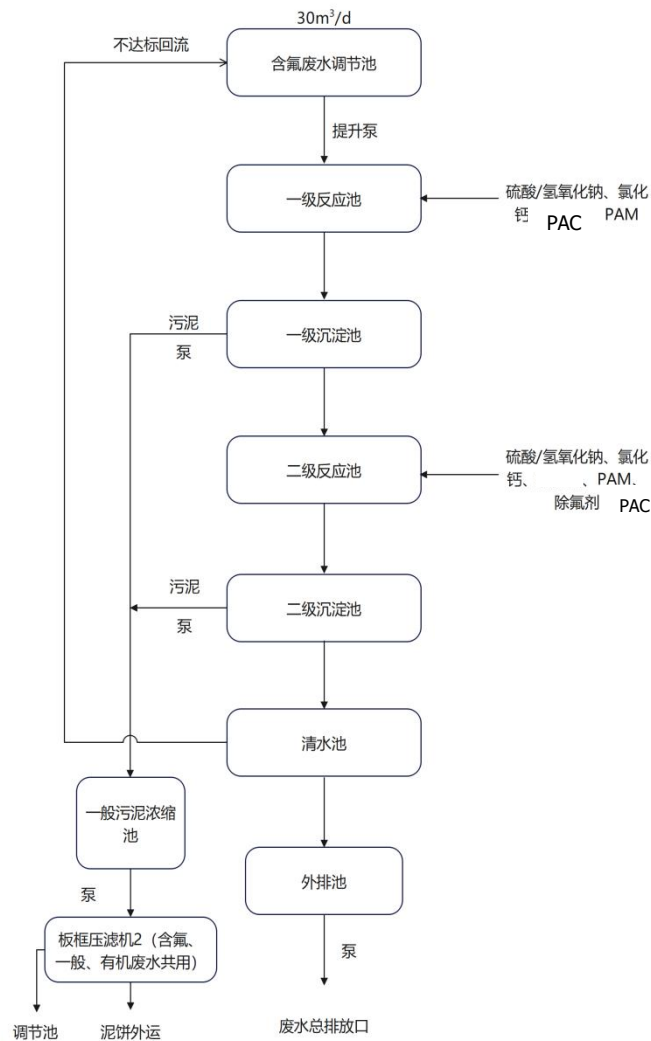 30m³/d
不达标回流
含氟废水调节池
提升泵
一级反应池
硫酸/氢氧化钠、氯化
钙 PAC PAM
污泥
泵
一级沉淀池
二级反应池
硫酸/氢氧化钠、氯化
钙、 、PAM、
除氟剂 PAC
污泥
泵
二级沉淀池
清水池
一般污泥浓缩
池
外排池
泵
板框压滤机2（含氟、
一般、有机废水共用）
泵
调节池
泥饼外运
废水总排放口